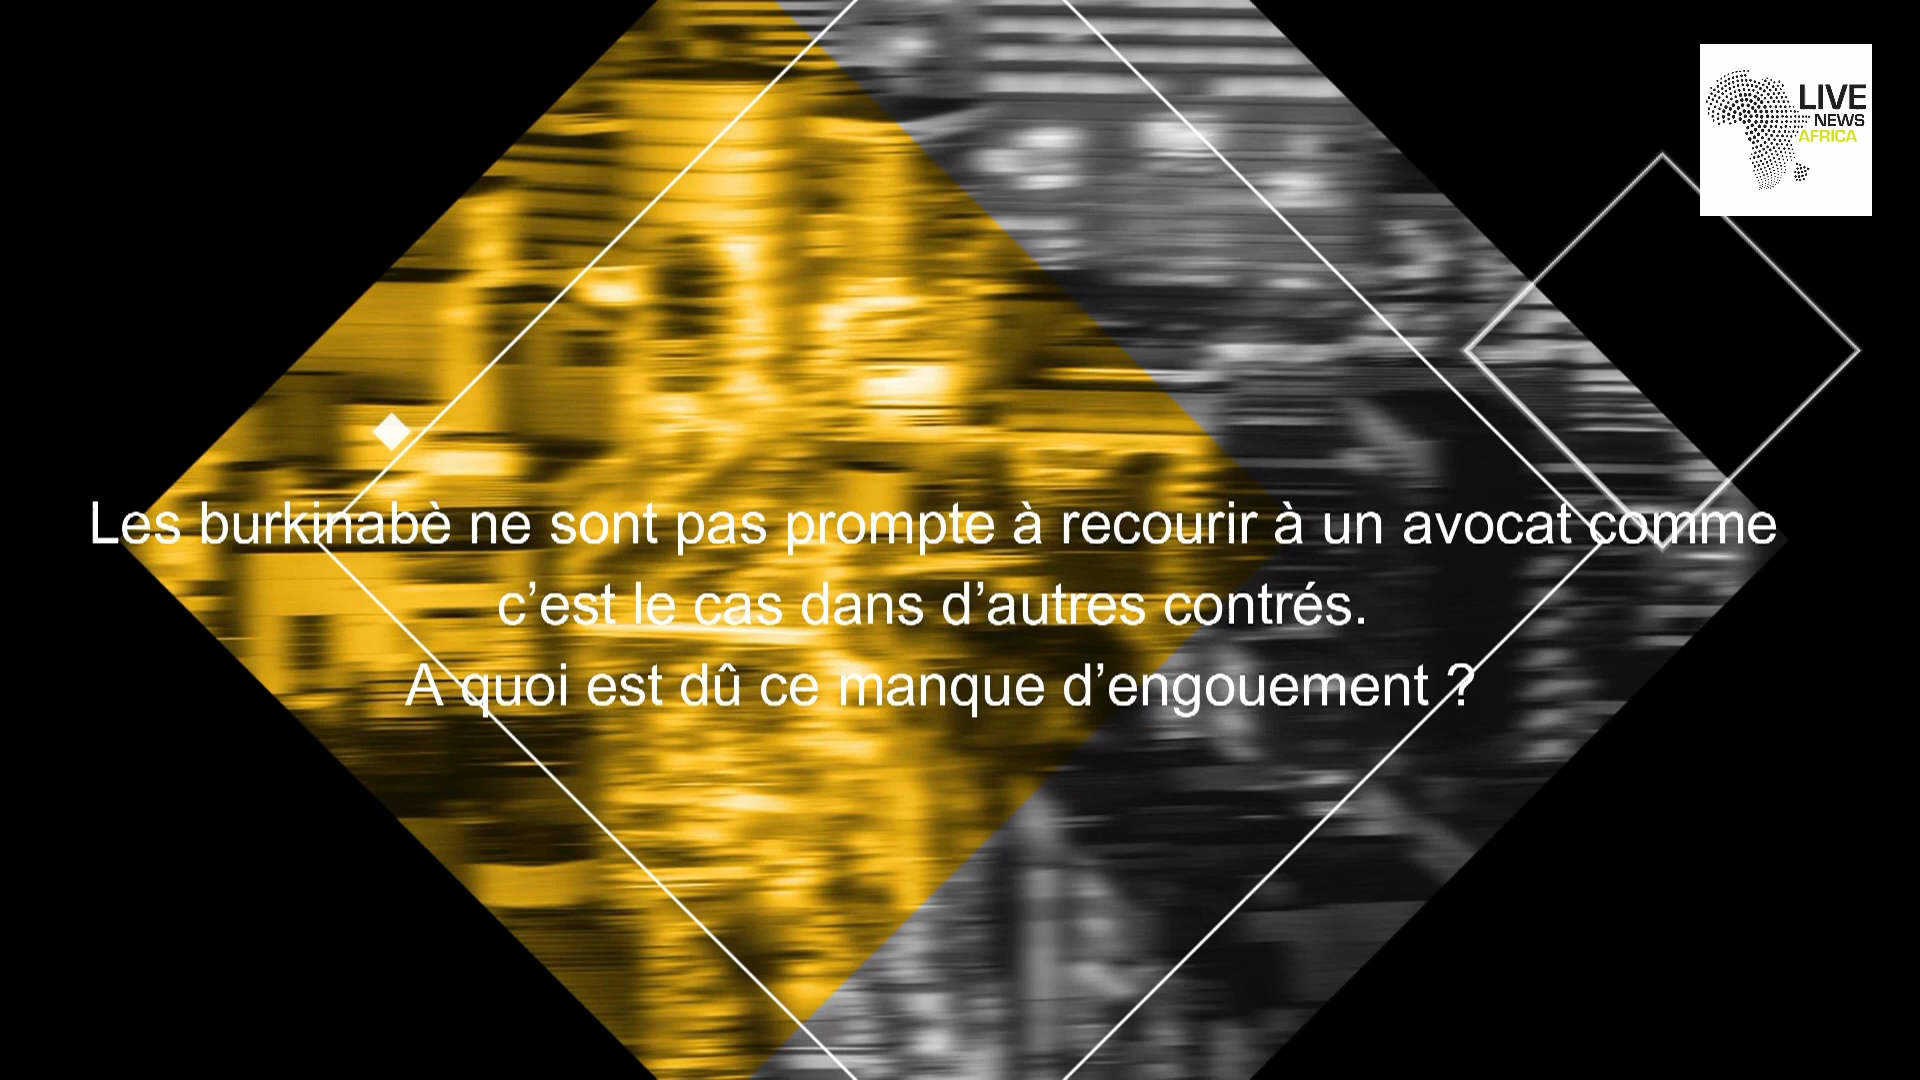 LIVE
NEWS
AFRICA
Les burkinabè ne sont pas prompte à recourir à un avocat comme
c’est le cas dans d’autres contrés.
A quoi est dû ce manque d’engouement ?